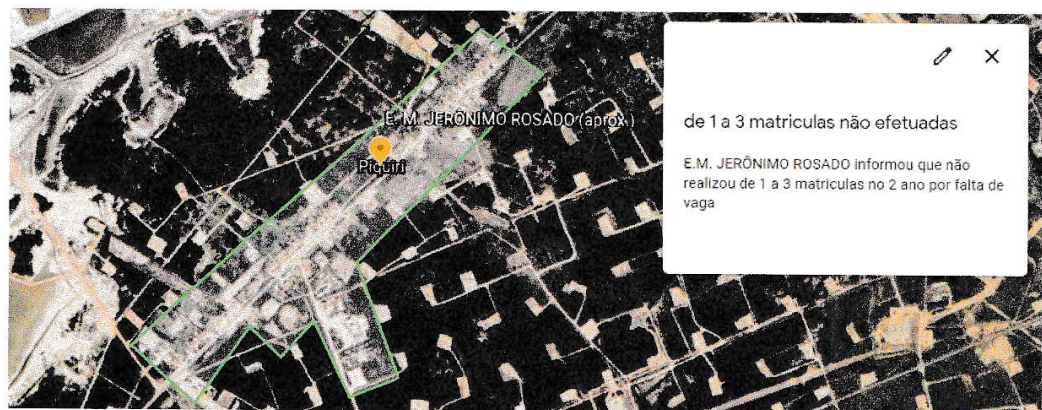 E. M. JERÔNIMO ROSADO (aprox.)
Piquiri
de 1 a 3 matriculas não efetuadas
E.M. JERÔNIMO ROSADO informou que não
realizou de 1 a 3 matriculas no 2 ano por falta de
vaga